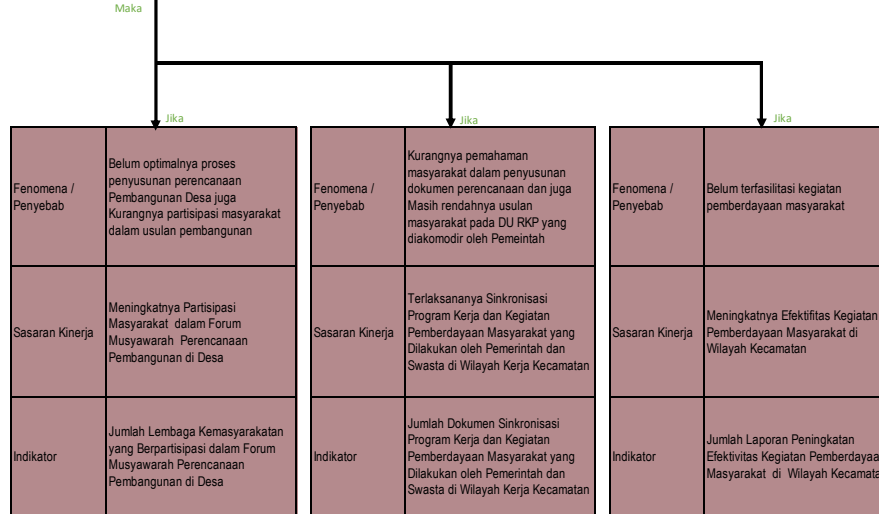 Maka
Jika
Jika
Jika
Fenomena /
Penyebab
Belum optimalnya proses
penyusunan perencanaan
Pembangunan Desa juga
Kurangnya partisipasi masyarakat
dalam usulan pembangunan
Sasaran Kinerja
Meningkatnya Partisipasi
Masyarakat dalam Forum
Musyawarah Perencanaan
Pembangunan di Desa
Indikator
Jumlah Lembaga Kemasyarakatan
yang Berpartisipasi dalam Forum
Musyawarah Perencanaan
Pembangunan di Desa
Fenomena /
Penyebab
Kurangnya pemahaman
masyarakat dalam penyusunan
dokumen perencanaan dan juga
Masih rendahnya usulan
masyarakat pada DU RKP yang
diakomodir oleh Pemeintah
Sasaran Kinerja
Terlaksananya Sinkronisasi
Program Kerja dan Kegiatan
Pemberdayaan Masyarakat yang
Dilakukan oleh Pemerintah dan
Swasta di Wilayah Kerja Kecamatan
Indikator
Jumlah Dokumen Sinkronisasi
Program Kerja dan Kegiatan
Pemberdayaan Masyarakat yang
Dilakukan oleh Pemerintah dan
Swasta di Wilayah Kerja Kecamatan
Fenomena /
Penyebab
Belum terfasilitasi kegiatan
pemberdayaan masyarakat
Sasaran Kinerja
Meningkatnya Efektifitas Kegiatan
Pemberdayaan Masyarakat di
Wilayah Kecamatan
Indikator
Jumlah Laporan Peningkatan
Efektivitas Kegiatan Pemberdayaa
Masyarakat di Wilayah Kecamata